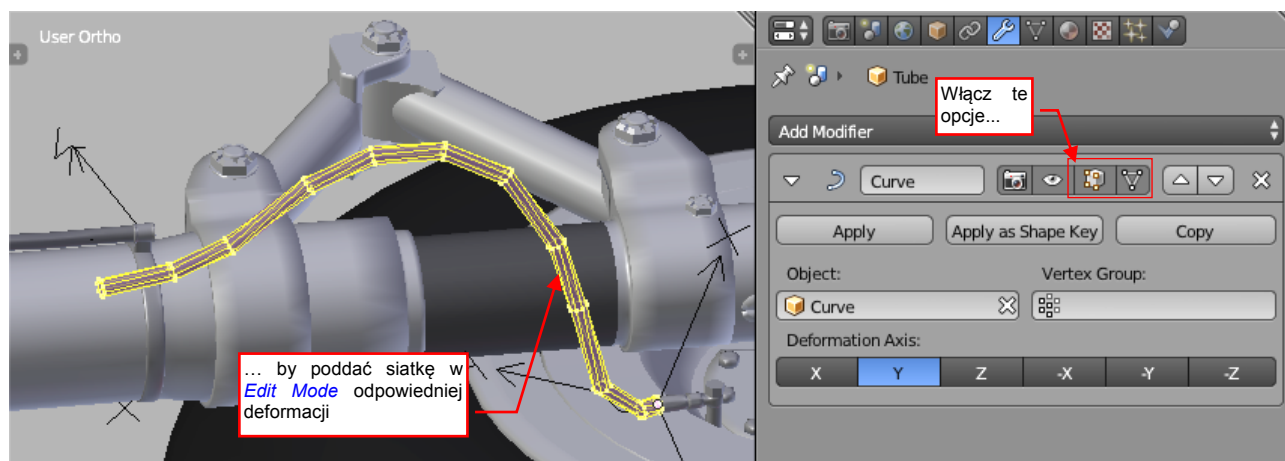 User Ortho
Tube
Włącz te
opcje...
Add Modifier
Curve
Apply
Apply as Shape Key
Copy
Object:
Vertex Group:
Curve
Deformation Axis:
X
Y
Z
-X
-Y
-Z
… by poddać siatkę w
Edit Mode odpowiedniej
deformacji